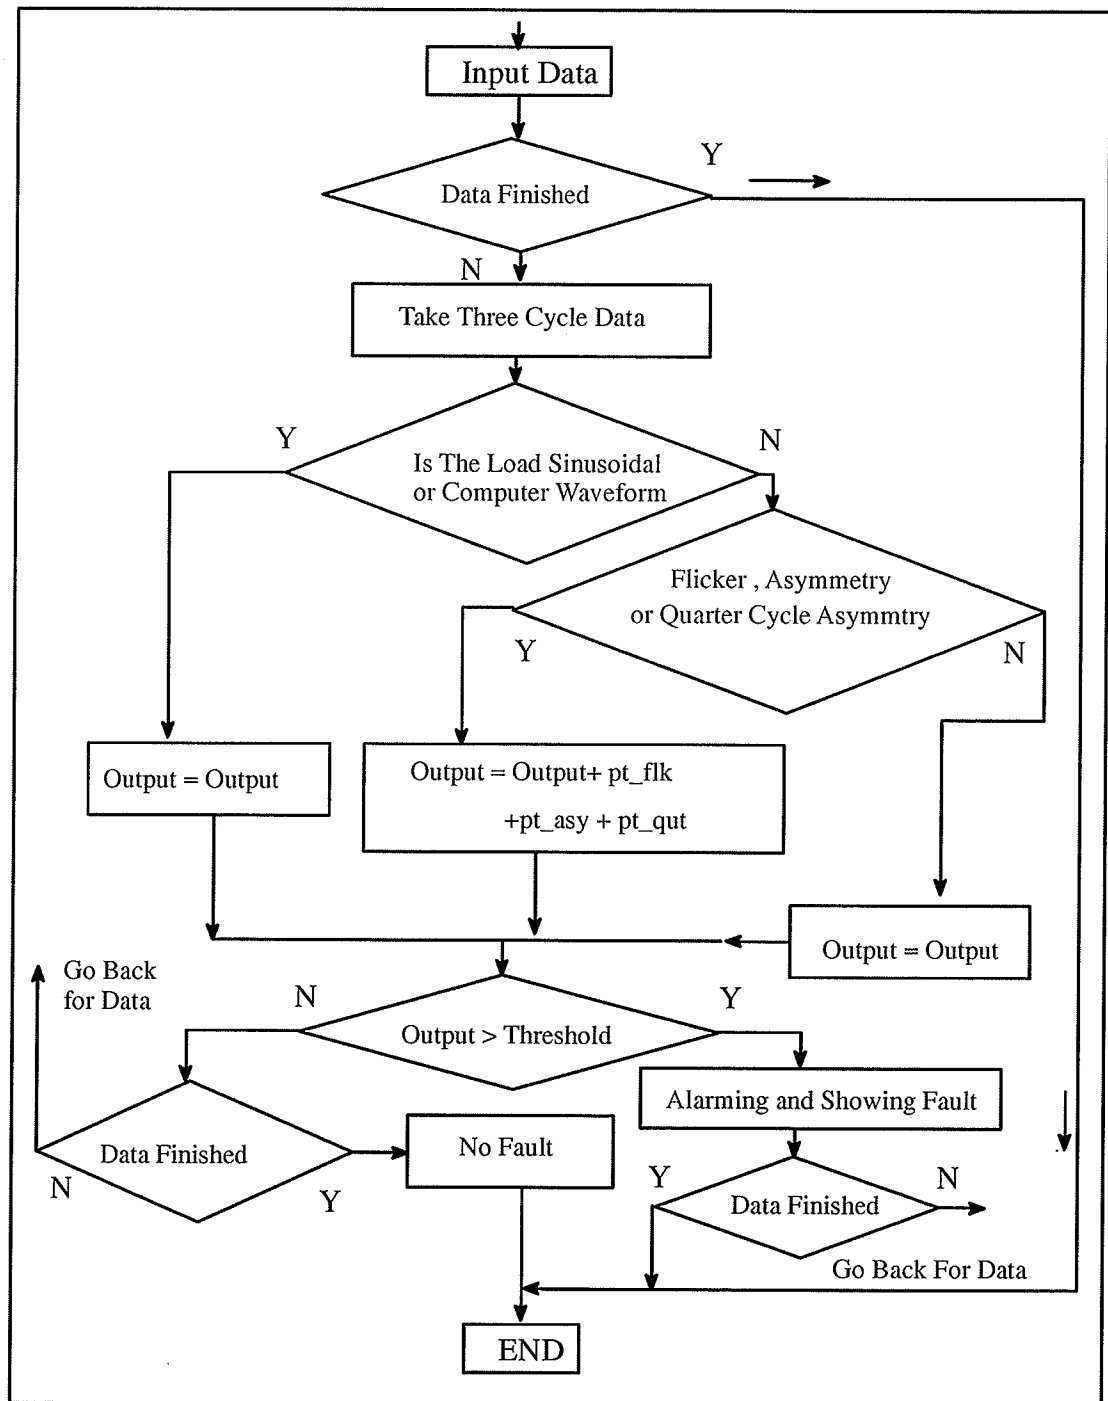 Input Data
Y
Data Finished
N
Take Three Cycle Data
Y
N
Is The Load Sinusoidal
or Computer Waveform
Flicker , Asymmetry
or Quarter Cycle Asymmtry
Y
N
Output = Output
Output = Output+ pt_flk
+pt_asy + pt_qut
Output = Output
Go Back
for Data
N
Y
Output > Threshold
Alarming and Showing Fault
Data Finished
N
Y
No Fault
Y
N
Data Finished
Go Back For Data
END